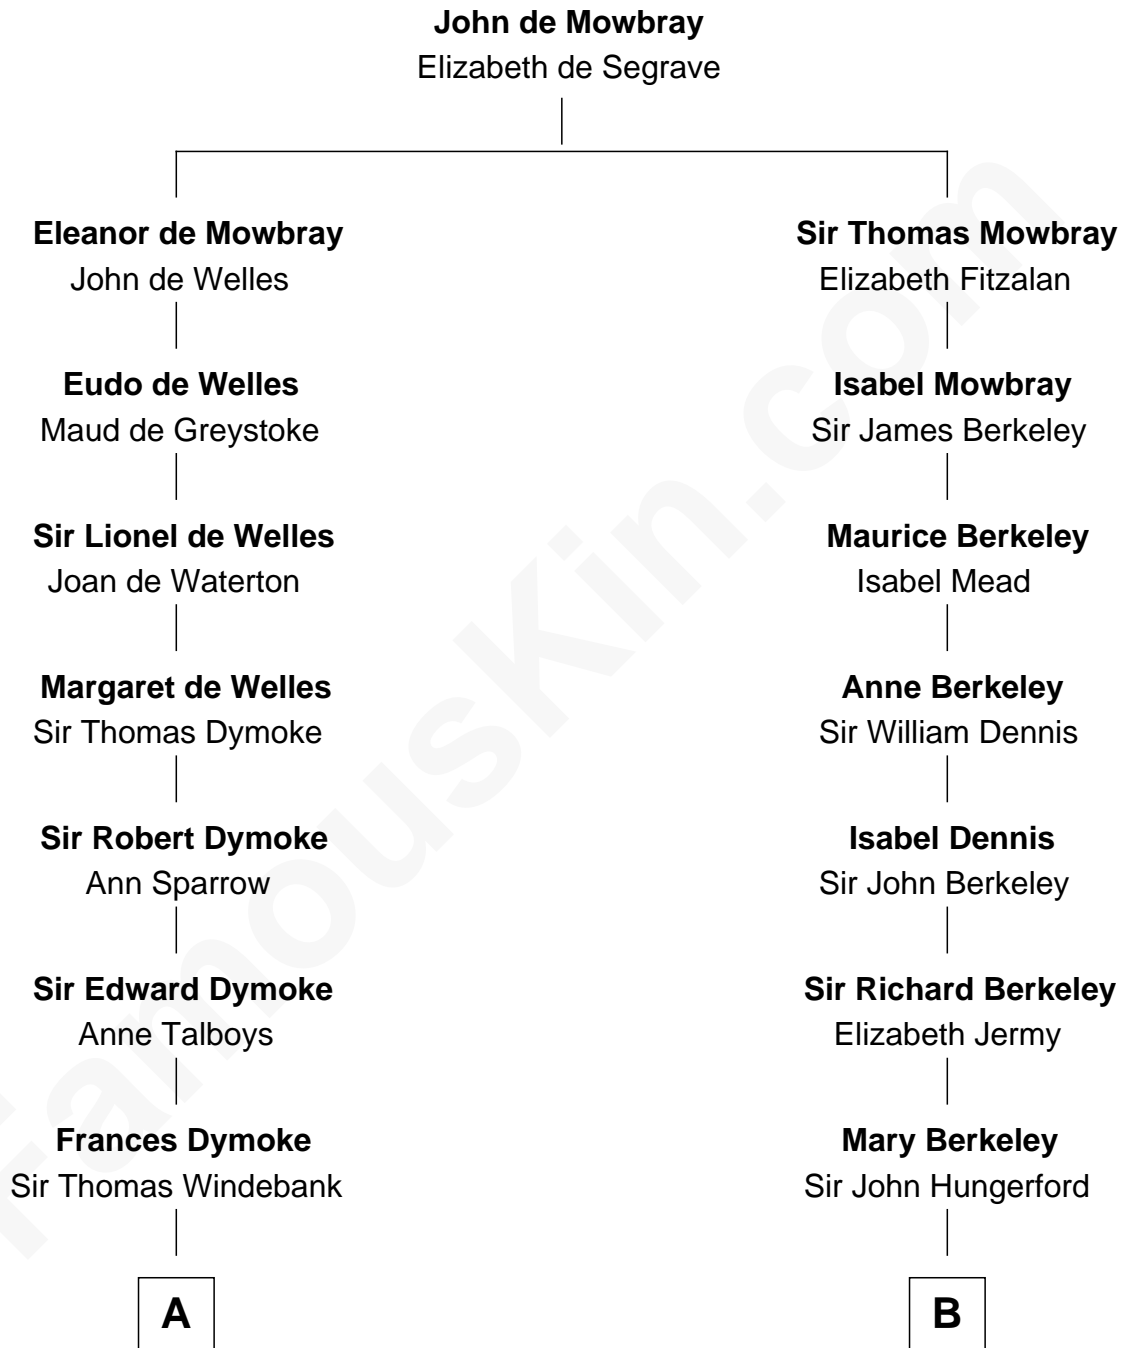 John de Mowbray
Elizabeth de Segrave
Eleanor de Mowbray
John de Welles
Sir Thomas Mowbray
Elizabeth Fitzalan
Eudo de Welles
Maud de Greystoke
Isabel Mowbray
Sir James Berkeley
Sir Lionel de Welles
Joan de Waterton
Maurice Berkeley
Isabel Mead
Margaret de Welles
Sir Thomas Dymoke
Anne Berkeley
Sir William Dennis
Sir Robert Dymoke
Ann Sparrow
Isabel Dennis
Sir John Berkeley
Sir Edward Dymoke
Anne Talboys
Sir Richard Berkeley
Elizabeth Jermy
Frances Dymoke
Sir Thomas Windebank
Mary Berkeley
Sir John Hungerford
A
B
FamousKin.com